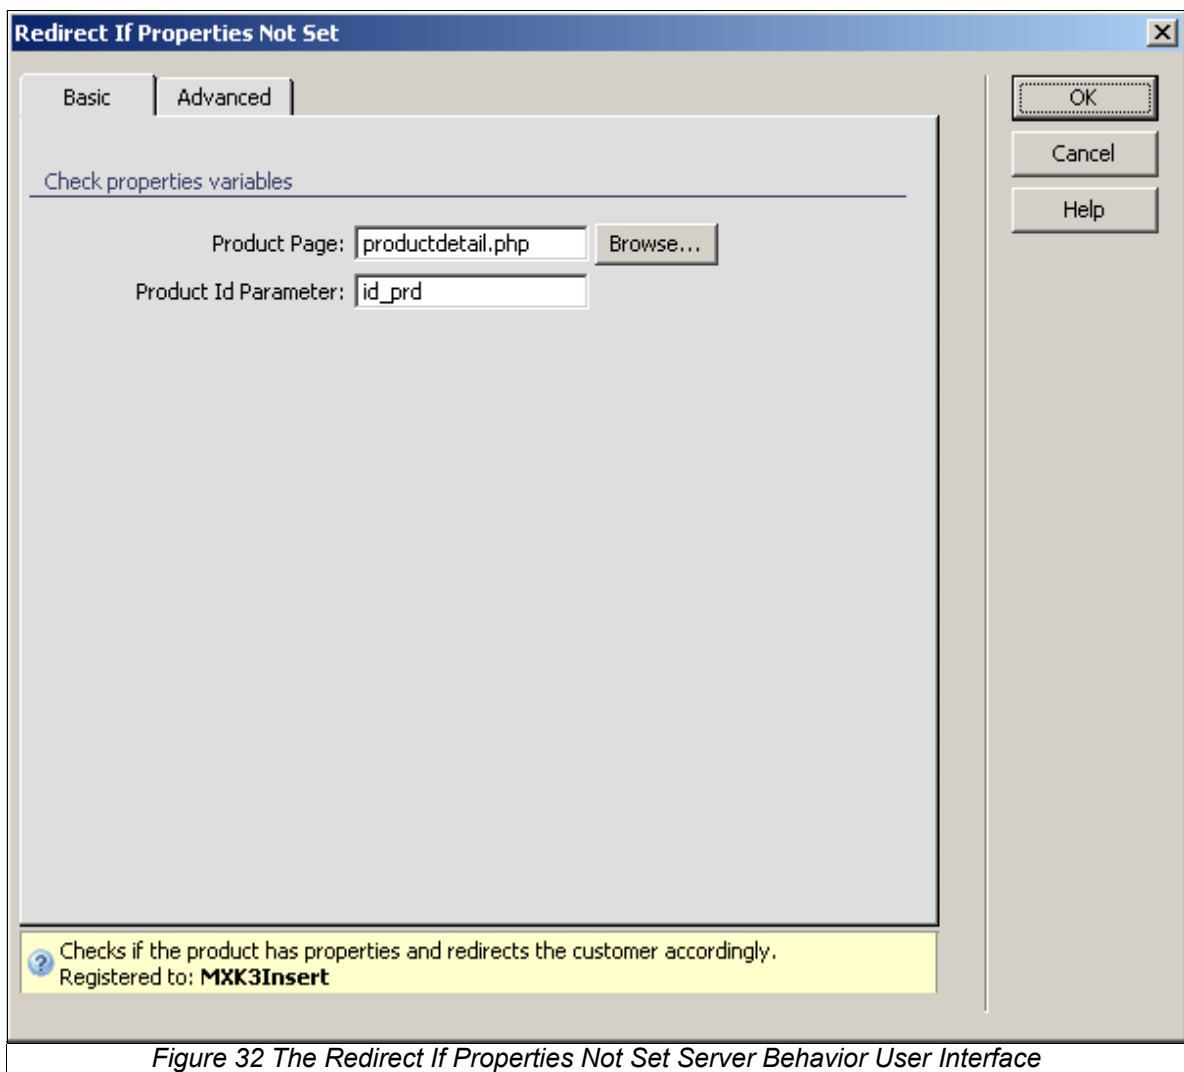 Redirect If Properties Not Set
Basic
Advanced
OK
Cancel
Help
Check properties variables
Product Page: productdetail.php Browse...
Product Id Parameter: id_prd
Checks if the product has properties and redirects the customer accordingly.
Registered to: MXK3Insert
Figure 32 The Redirect If Properties Not Set Server Behavior User Interface